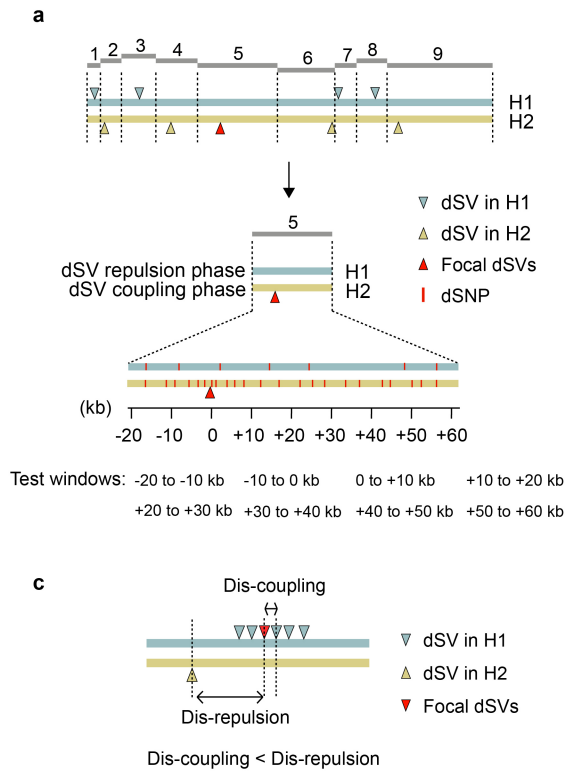 a
1 2 3 4 5 6 7 8 9
H1
H2
5
dSV repulsion phase H1
dSV coupling phase H2
dSV in H1
dSV in H2
Focal dSVs
dSNP
(kb)
-20 -10 0 +10 +20 +30 +40 +50 +60
Test windows: -20 to -10 kb -10 to 0 kb 0 to +10 kb +10 to +20 kb
+20 to +30 kb +30 to +40 kb +40 to +50 kb +50 to +60 kb
c
Dis-coupling
dSV in H1
dSV in H2
Focal dSVs
Dis-repulsion
Dis-coupling < Dis-repulsion